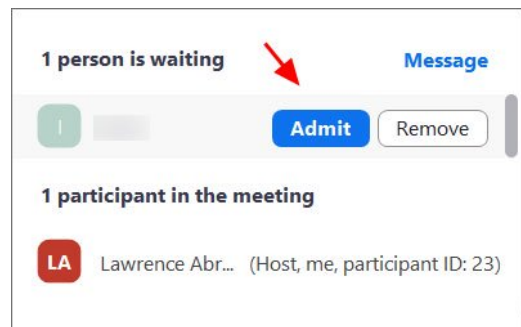 1 person is waiting Message
I Admit Remove
1 participant in the meeting
LA Lawrence Abr... (Host, me, participant ID: 23)